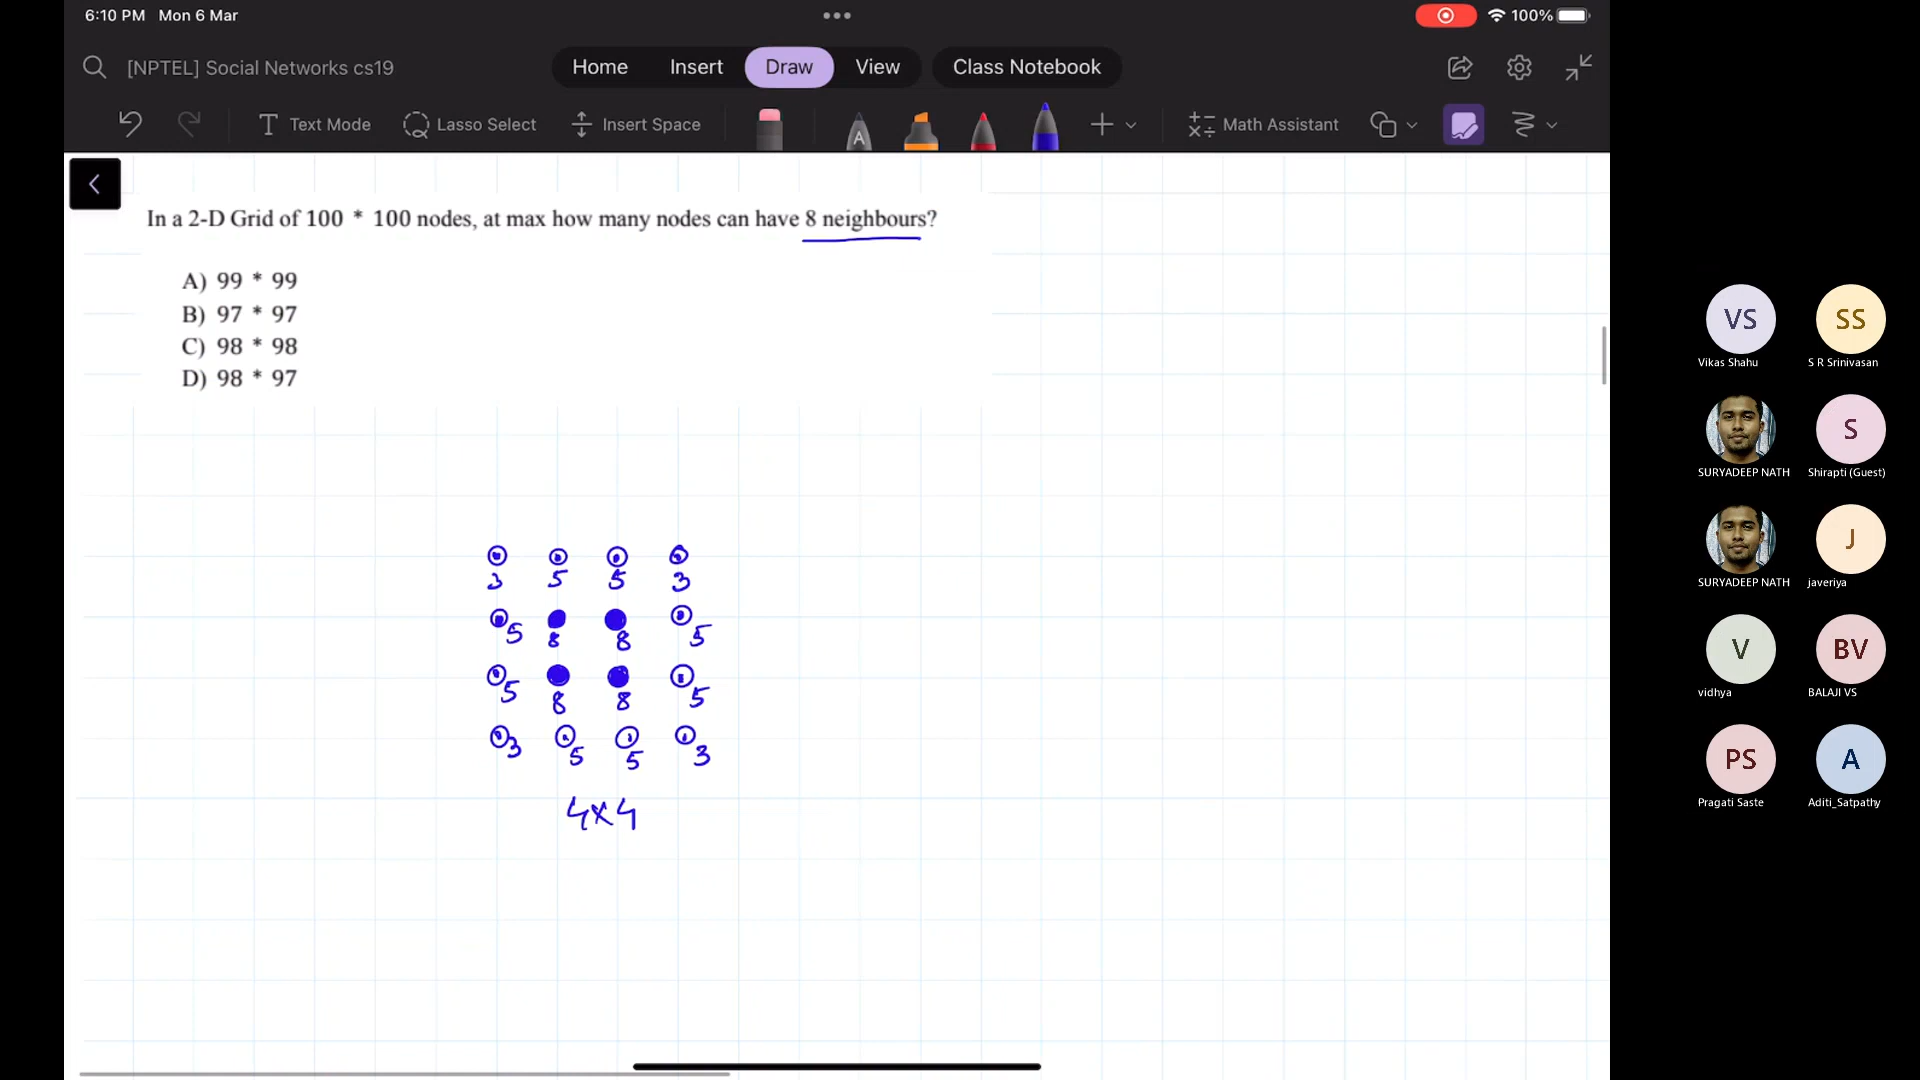 6:10 PM Mon 6 Mar
100%
[NPTEL] Social Networks cs19
Home Insert Draw View Class Notebook
Text Mode Lasso Select Insert Space A Math Assistant
In a 2-D Grid of 100 * 100 nodes, at max how many nodes can have 8 neighbours?
A) 99 * 99
B) 97 * 97
C) 98 * 98
D) 98 * 97
3 5 5 3
5 8 8 5
5 8 8 5
3 5 5 3
4×4
VS SS
Vikas Shahu S R Srinivasan
S
SURYADEEP NATH Shirapti (Guest)
J
SURYADEEP NATH javeriya
V BV
vidhya BALAJI VS
PS A
Pragati Saste Aditi_Satpathy